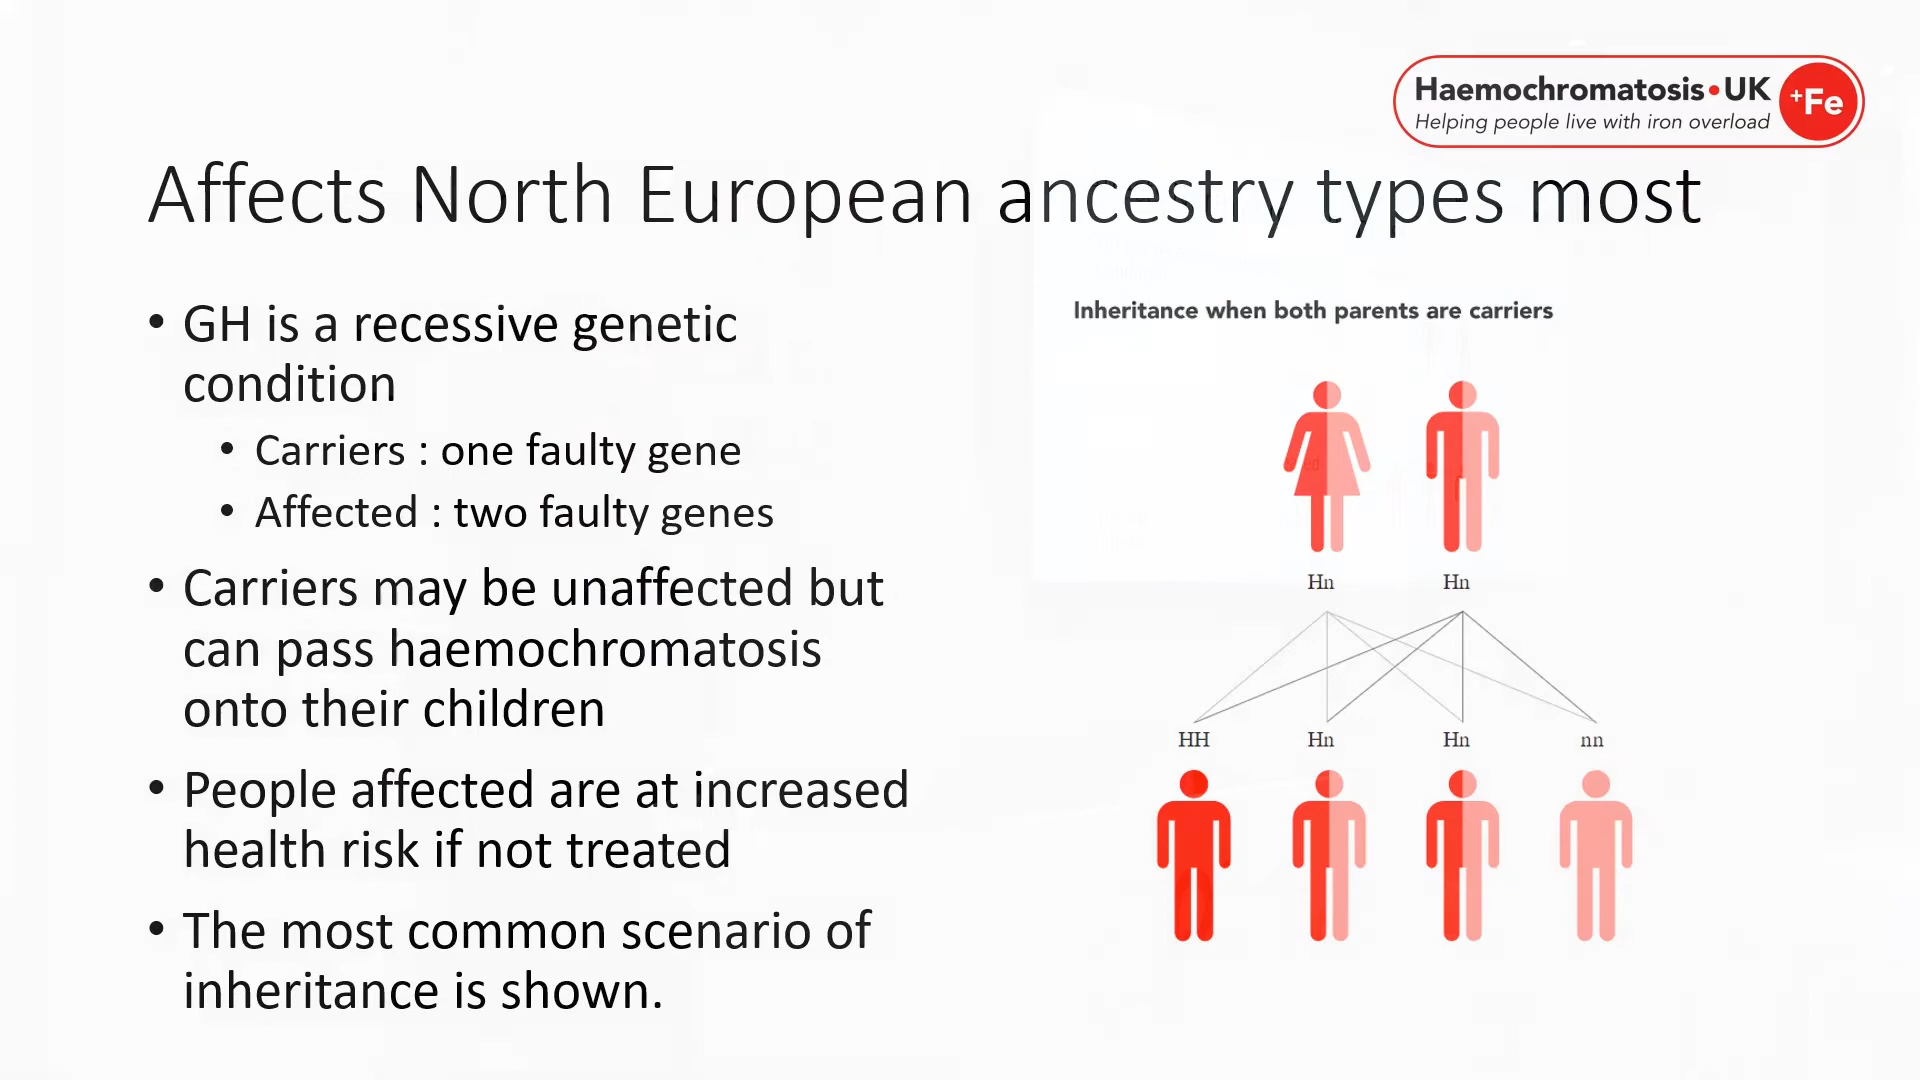 Haemochromatosis•UK
Helping people live with iron overload
+Fe
Affects North European ancestry types most
• GH is a recessive genetic
condition
• Carriers : one faulty gene
• Affected : two faulty genes
• Carriers may be unaffected but
can pass haemochromatosis
onto their children
• People affected are at increased
health risk if not treated
• The most common scenario of
inheritance is shown.
Inheritance when both parents are carriers
Hn Hn
HH Hn Hn nn